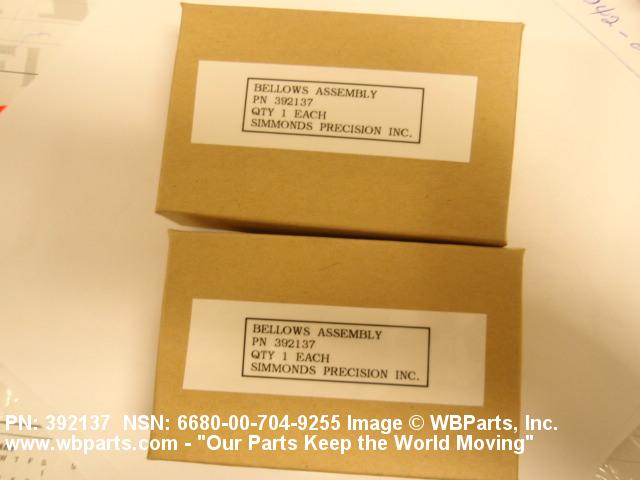 BELLOWS ASSEMBLY
PN 392137
QTY 1 EACH
SIMMONDS PRECISION INC.
BELLOWS ASSEMBLY
PN 392137
QTY 1 EACH
SIMMONDS PRECISION INC.
PN: 392137 NSN: 6680-00-704-9255 Image © WBParts, Inc.
www.wbparts.com - "Our Parts Keep the World Moving"